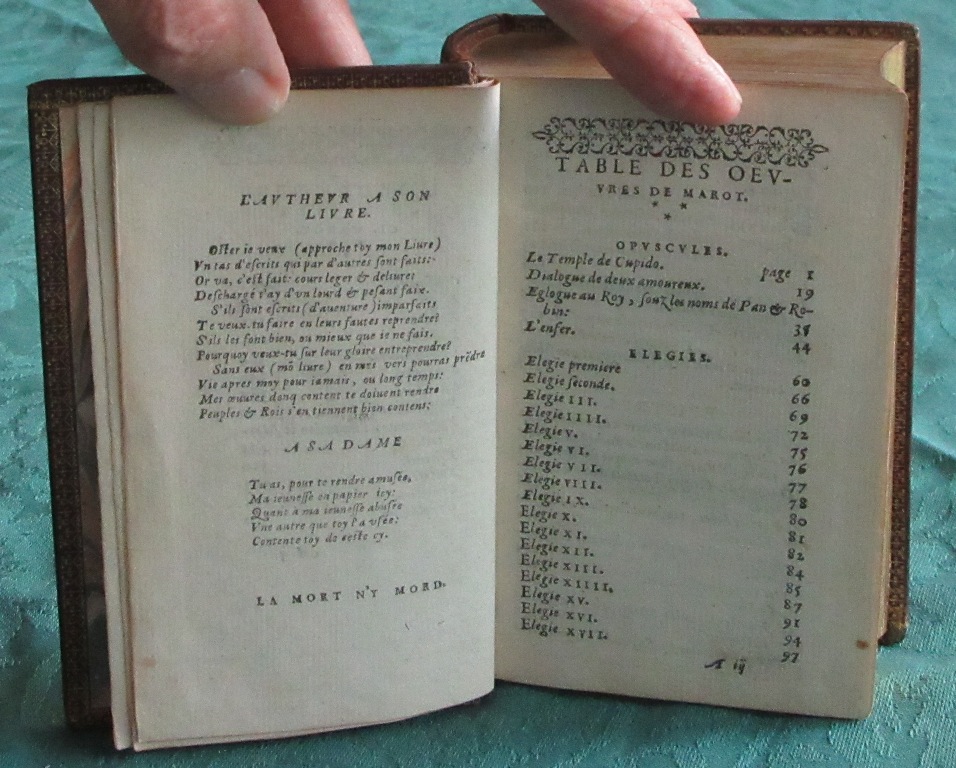 L'AVTHEVR A SON
LIVRE.
Oster ie veux (approche toy mon Liure)
Vn tas d'escrits qui par d'autres sont faits:
Or va, c'est fait: cours leger & deliure:
Deschargé t'ay d'vn lourd & pesant faix.
S'ils sont escrits (d'auenture) imparfaits
Te veux-tu faire en leurs fautes reprendre?
S'ils les font bien, ou mieux que ie ne fais,
Pourquoy veux-tu sur leur gloire entreprendre?
Sans eux (mō liure) en mes vers pourras prēdre
Vie apres moy pour iamais, ou long temps:
Mes œuures donq content te doiuent rendre
Peuples & Rois s'en tiennent bien contens:
A SA DAME
Tu as, pour te rendre amusée,
Ma ieunesse en papier icy:
Quant à ma ieunesse abusée
Vne autre que toy l'a vsée:
Contente toy de ceste cy.
LA MORT N'Y MORD.
TABLE DES OEV-
VRES DE MAROT.
* *
*
OPVSCVLES.
Le Temple de Cupido. page 1
Dialogue de deux amoureux. 19
Eglogue au Roy, souz les noms de Pan & Ro-
bin:
L'enfer. 44
ELEGIES.
Elegie premiere 60
Elegie seconde. 66
Elegie III. 69
Elegie IIII. 72
Elegie V. 75
Elegie VI. 76
Elegie VII. 77
Elegie VIII. 78
Elegie IX. 80
Elegie X. 81
Elegie XI. 82
Elegie XII. 84
Elegie XIII. 85
Elegie XIIII. 87
Elegie XV. 91
Elegie XVI. 94
Elegie XVII. 97
A iij